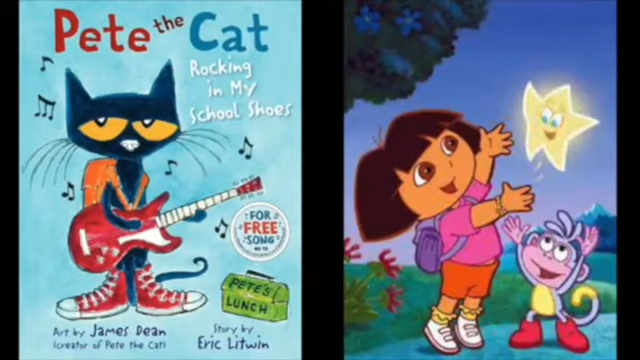 Pete the Cat
Rocking
in My
School Shoes
FOR
FREE
SONG
PETE'S
LUNCH
Art by James Dean
(creator of Pete the Cat)
Story by
Eric Litwin